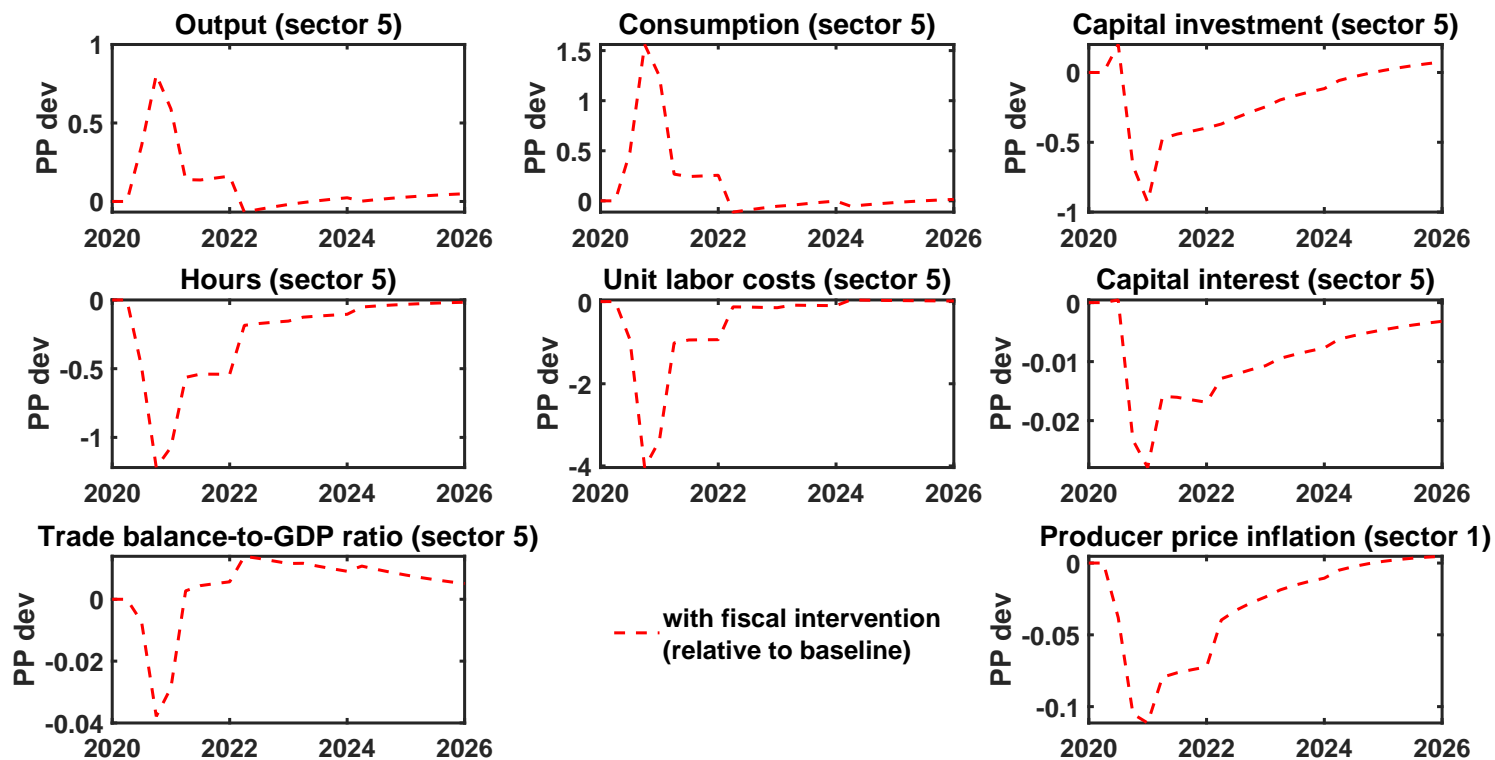 Output (sector 5)
PP dev
1
0.5
0
2020 2022 2024 2026
Consumption (sector 5)
PP dev
1.5
1
0.5
0
2020 2022 2024 2026
Capital investment (sector 5)
PP dev
0
-0.5
-1
2020 2022 2024 2026
Hours (sector 5)
PP dev
0
-0.5
-1
2020 2022 2024 2026
Unit labor costs (sector 5)
PP dev
0
-2
-4
2020 2022 2024 2026
Capital interest (sector 5)
PP dev
0
-0.01
-0.02
2020 2022 2024 2026
Trade balance-to-GDP ratio (sector 5)
PP dev
0
-0.02
-0.04
2020 2022 2024 2026
with fiscal intervention
(relative to baseline)
Producer price inflation (sector 1)
PP dev
0
-0.05
-0.1
2020 2022 2024 2026